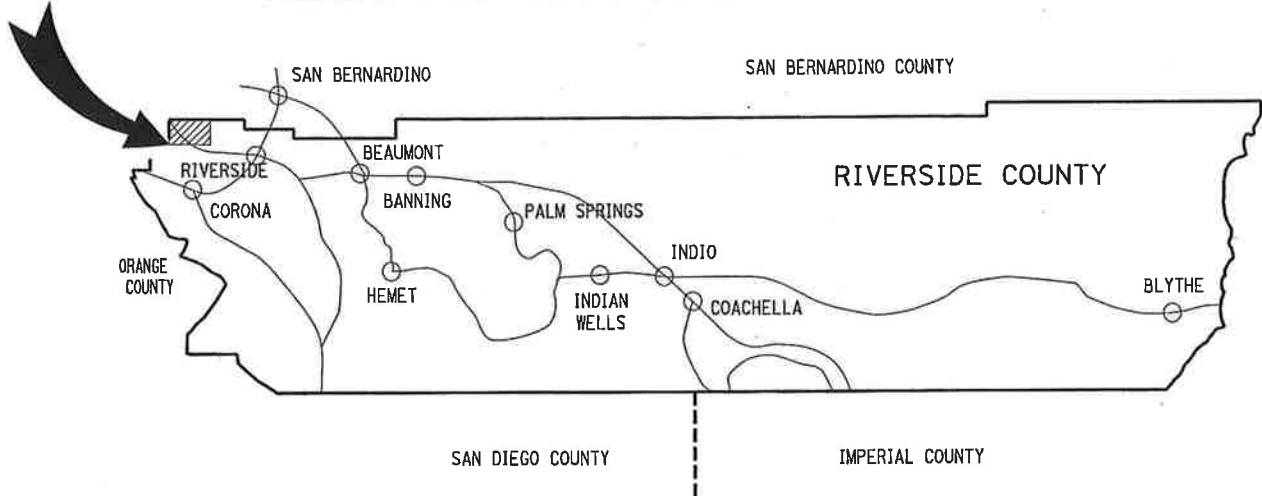 SAN BERNARDINO
SAN BERNARDINO COUNTY
BEAUMONT
RIVERSIDE
RIVERSIDE COUNTY
BANNING
CORONA
PALM SPRINGS
INDIO
ORANGE
COUNTY
HEMET
INDIAN
WELLS
COACHELLA
BLYTHE
SAN DIEGO COUNTY
IMPERIAL COUNTY